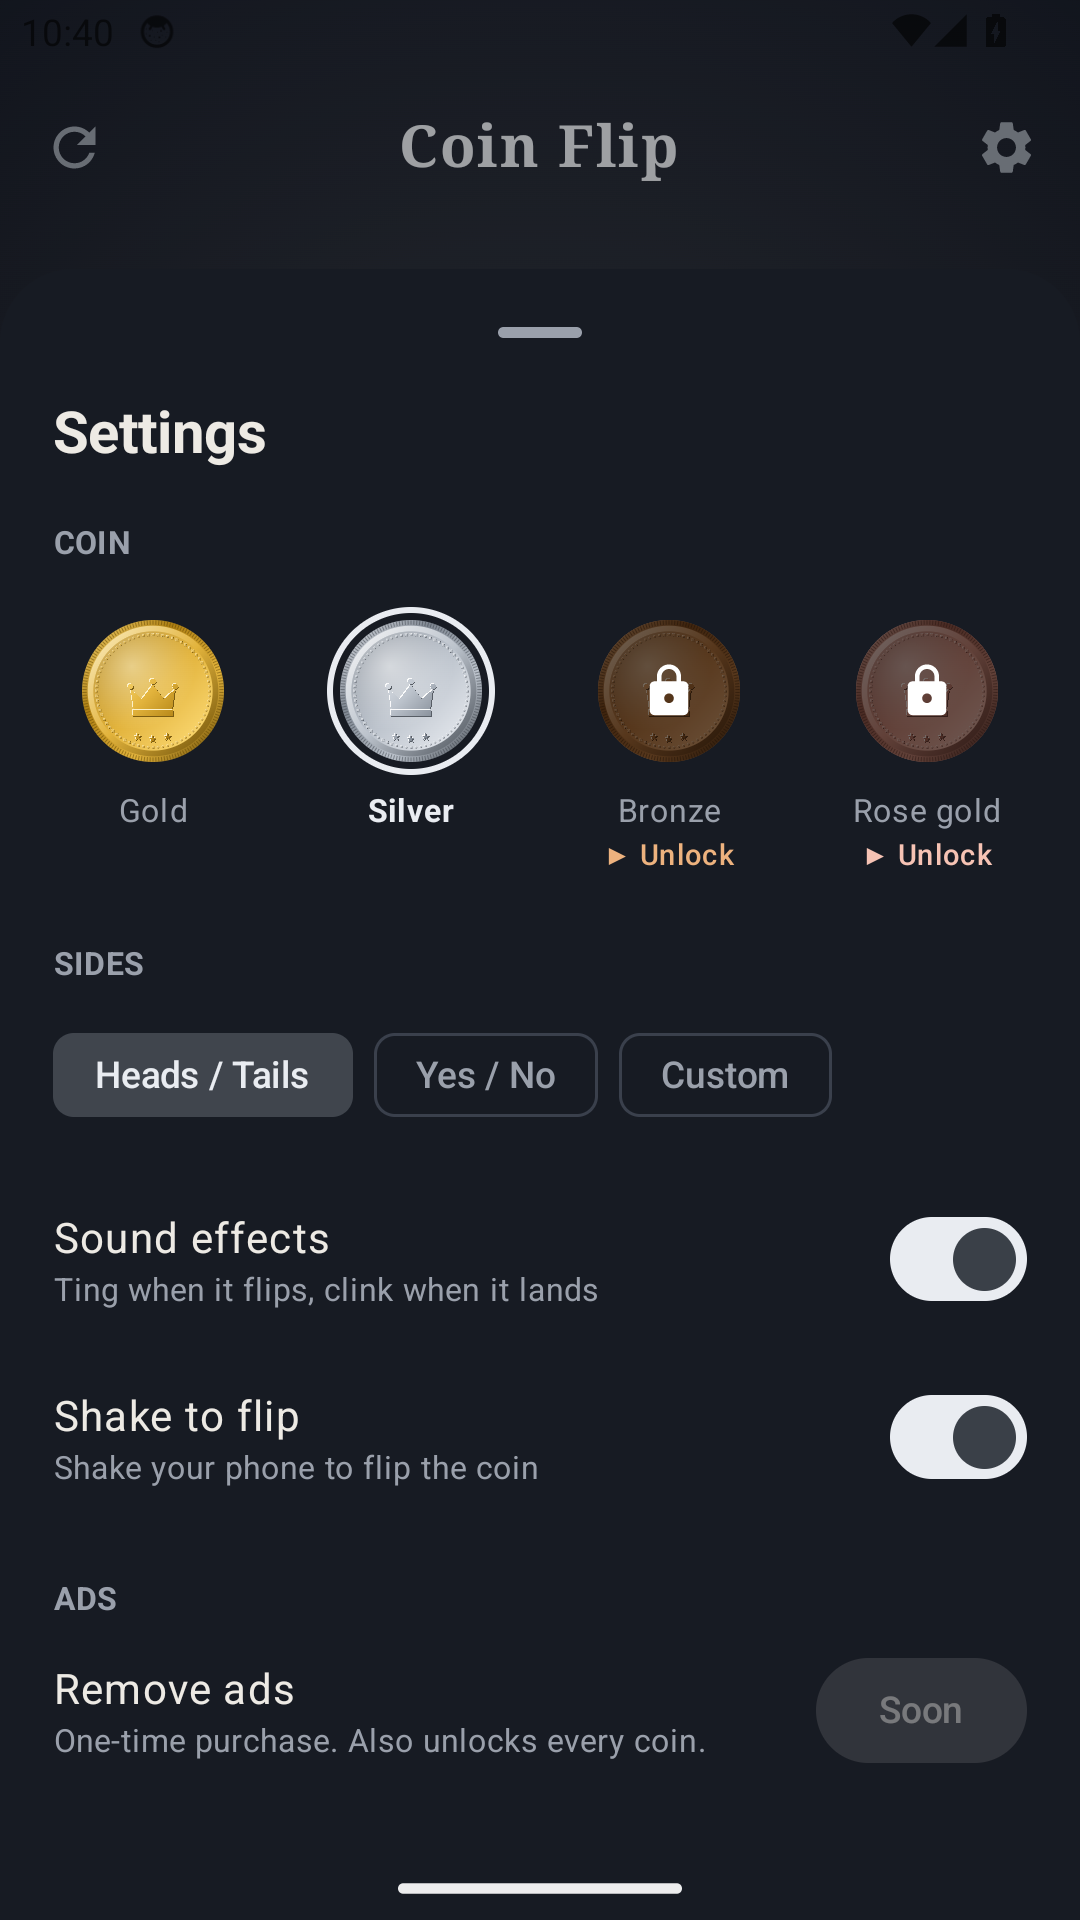 10:40
Coin Flip
Settings
COIN
Gold
Silver
Bronze
Rose gold
▶ Unlock
▶ Unlock
SIDES
Heads / Tails
Yes / No
Custom
Sound effects
Ting when it flips, clink when it lands
Shake to flip
Shake your phone to flip the coin
ADS
Remove ads
One-time purchase. Also unlocks every coin.
Soon